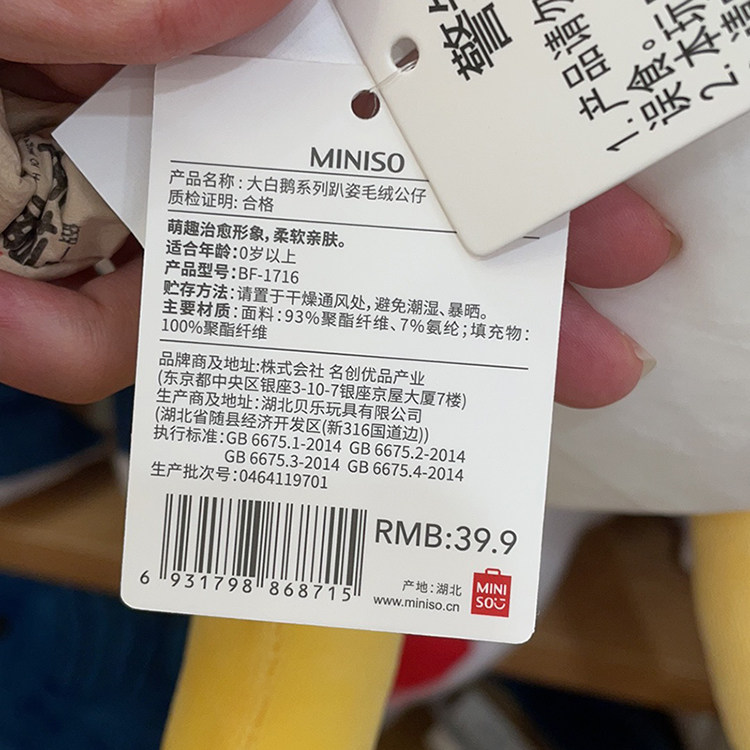 MINISO
产品名称:大白鹅系列趴姿毛绒公仔
质检证明:合格
萌趣治愈形象,柔软亲肤。
适合年龄:0岁以上
产品型号:BF-1716
贮存方法:请置于干燥通风处,避免潮湿、暴晒。
主要材质:面料:93%聚酯纤维、7%氨纶;填充物:
100%聚酯纤维
品牌商及地址:株式会社 名创优品产业
(东京都中央区银座3-10-7银座京屋大厦7楼)
生产商及地址:湖北贝乐玩具有限公司
(湖北省随县经济开发区(新316国道边))
执行标准:GB 6675.1-2014 GB 6675.2-2014
GB 6675.3-2014 GB 6675.4-2014
生产批次号:0464119701
RMB:39.9
6 931798 868715
产地:湖北
www.miniso.cn
MINI
SO
产品请勿
1.误食。玩
2.本